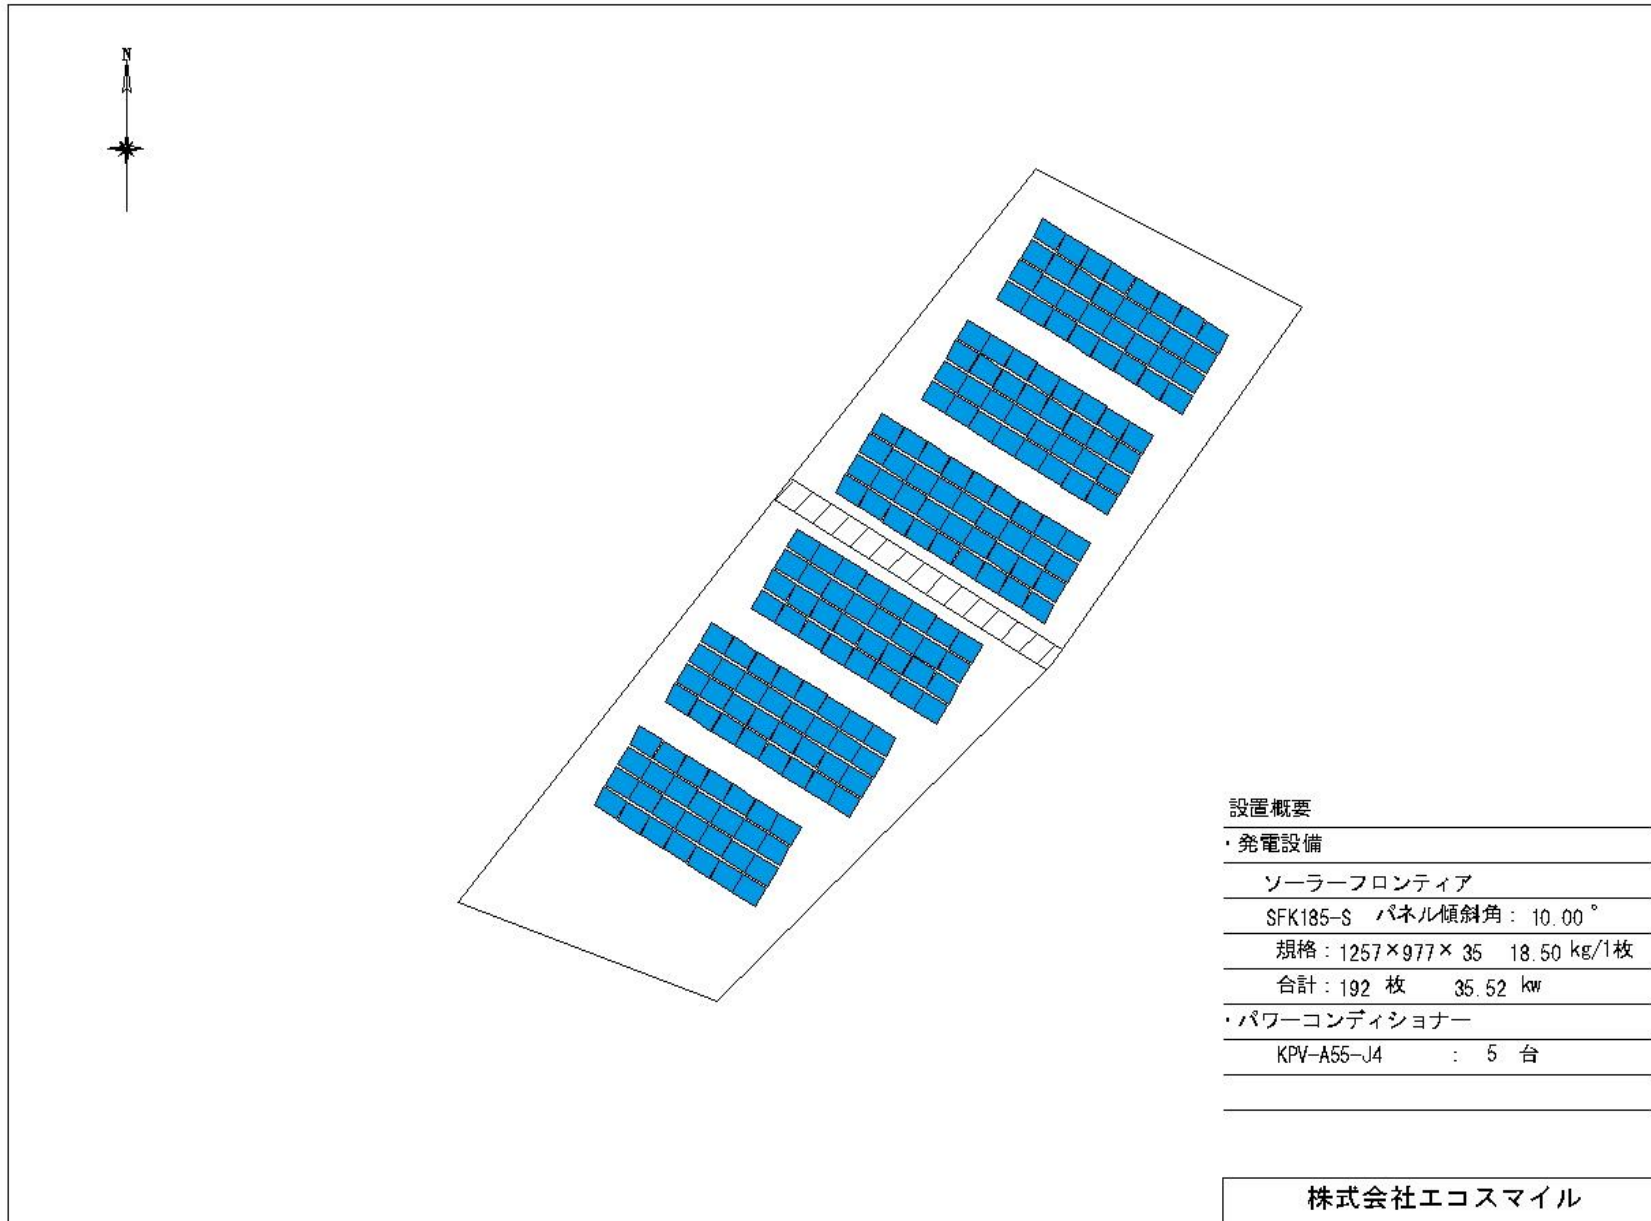 N
設置概要
・発電設備
ソーラーフロンティア
SFK185-S パネル傾斜角： 10.00°
規格：1257×977×35 18.50 kg/1枚
合計：192 枚 35.52 kw
・パワーコンディショナー
KPV-A55-J4 ： 5 台
株式会社エコスマイル